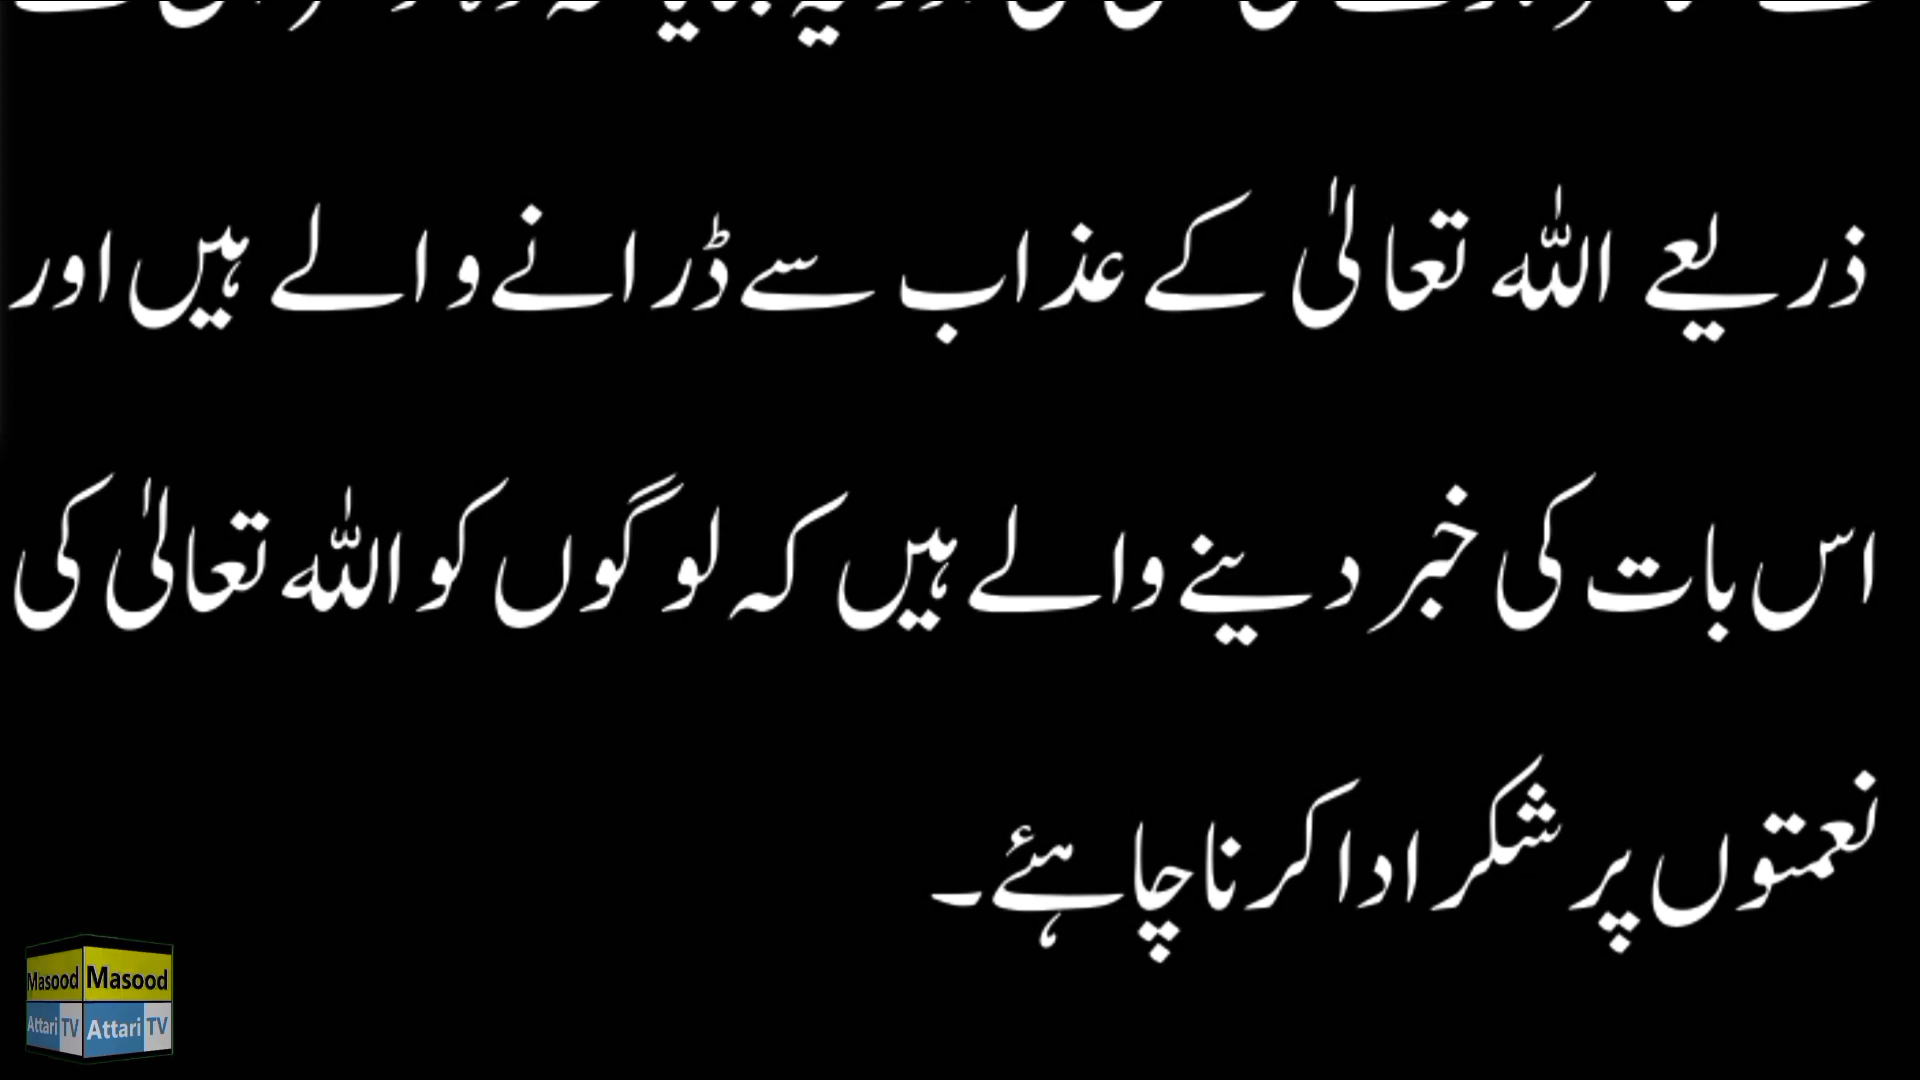 ذریعے اللہ تعالیٰ کے عذاب سے ڈرانے والے ہیں اور
اس بات کی خبر دینے والے ہیں کہ لوگوں کو اللہ تعالیٰ کی
نعمتوں پر شکر ادا کرنا چاہئے۔
Masood Masood
Attari TV Attari TV